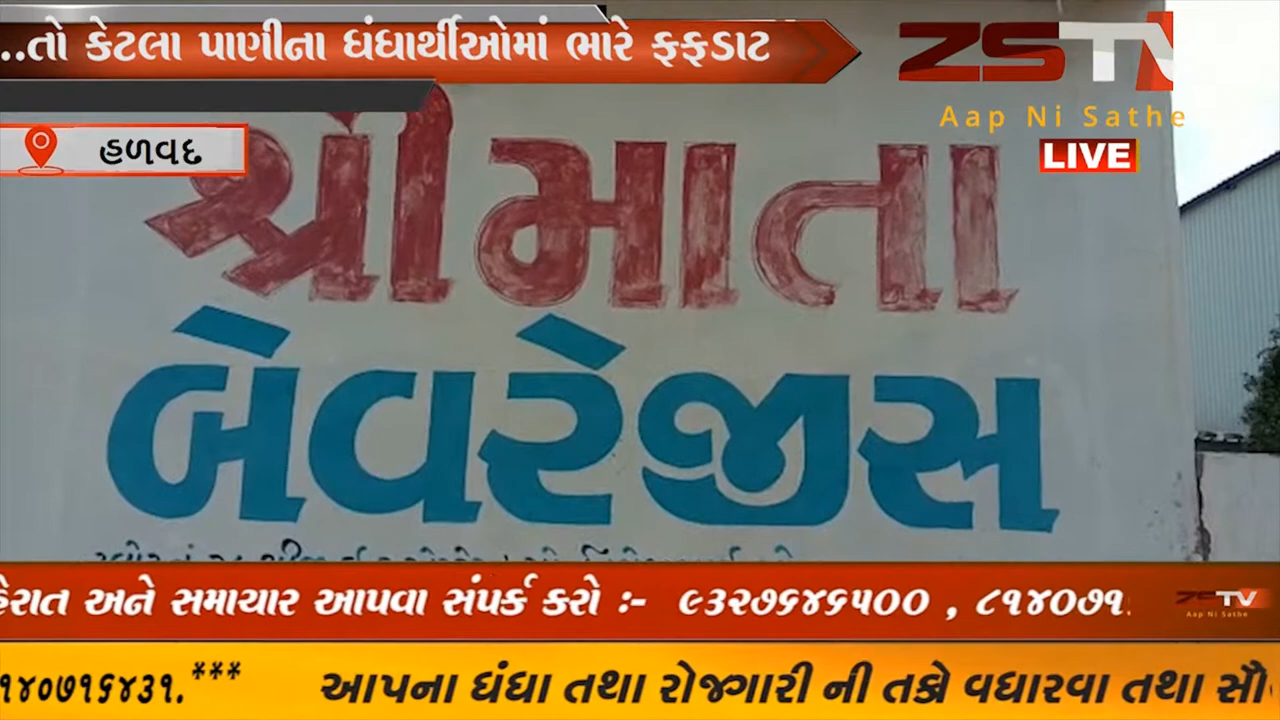 ..તો કેટલા પાણીના ધંધાર્થીઓમાં ભારે ફફડાટ
ZSTV
Aap Ni Sathe
LIVE
હળવદ
શ્રી માતા
બેવરેજીસ
હેરાત અને સમાચાર આપવા સંપર્ક કરો :- ૯૩૨૭૬૪૬૫૦૦ , ૮૧૪૦૭૧
ZSTV
Aap Ni Sathe
૧૪૦૭૧૬૪૩૧.***
આપના ધંધા તથા રોજગારી ની તકો વધારવા તથા સૌ